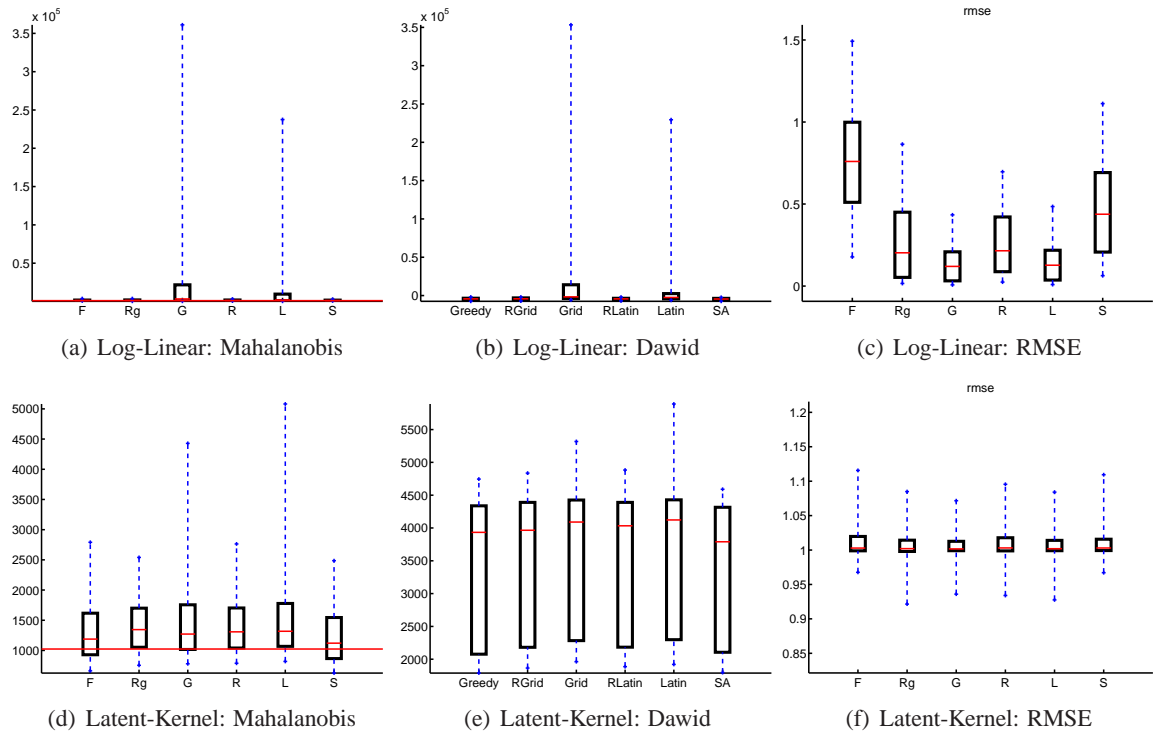 x 10^5
3.5
3
2.5
2
1.5
1
0.5
F Rg G R L S
(a) Log-Linear: Mahalanobis
x 10^5
3.5
3
2.5
2
1.5
1
0.5
0
Greedy RGrid Grid RLatin Latin SA
(b) Log-Linear: Dawid
rmse
1.5
1
0.5
0
F Rg G R L S
(c) Log-Linear: RMSE
5000
4500
4000
3500
3000
2500
2000
1500
1000
F Rg G R L S
(d) Latent-Kernel: Mahalanobis
5500
5000
4500
4000
3500
3000
2500
2000
Greedy RGrid Grid RLatin Latin SA
(e) Latent-Kernel: Dawid
rmse
1.2
1.15
1.1
1.05
1
0.95
0.9
0.85
F Rg G R L S
(f) Latent-Kernel: RMSE